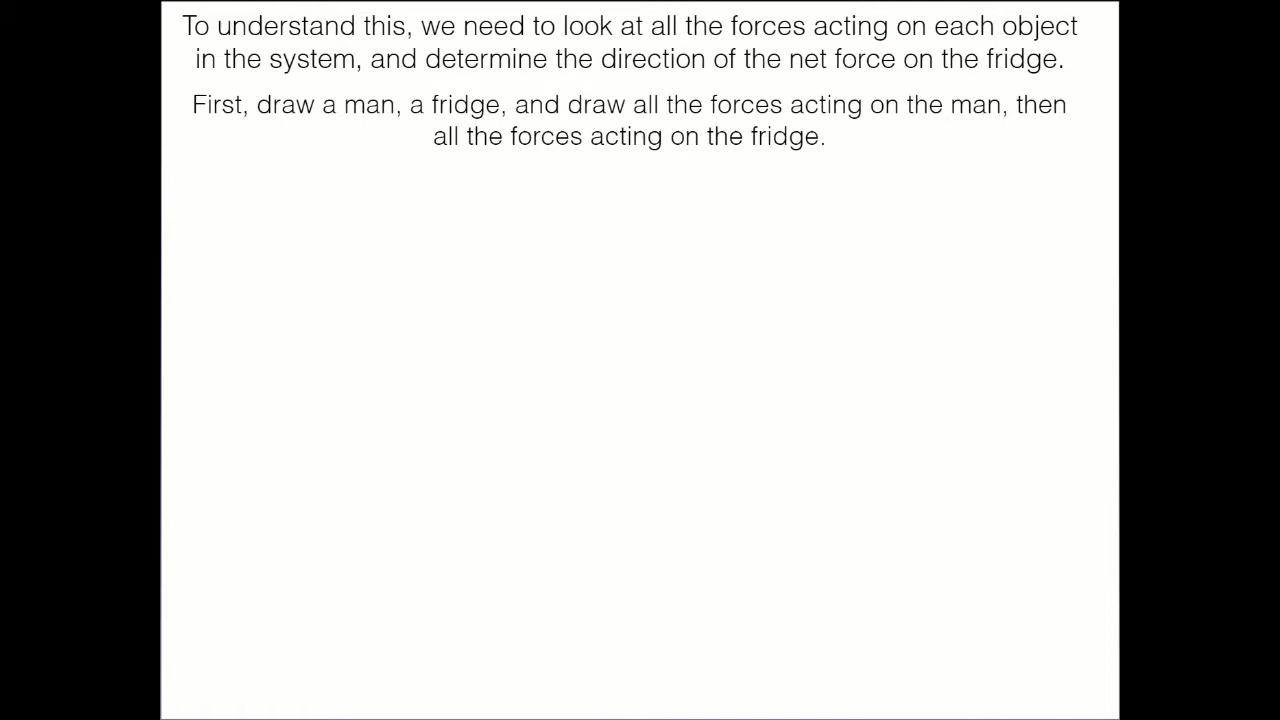 To understand this, we need to look at all the forces acting on each object
in the system, and determine the direction of the net force on the fridge.
First, draw a man, a fridge, and draw all the forces acting on the man, then
all the forces acting on the fridge.